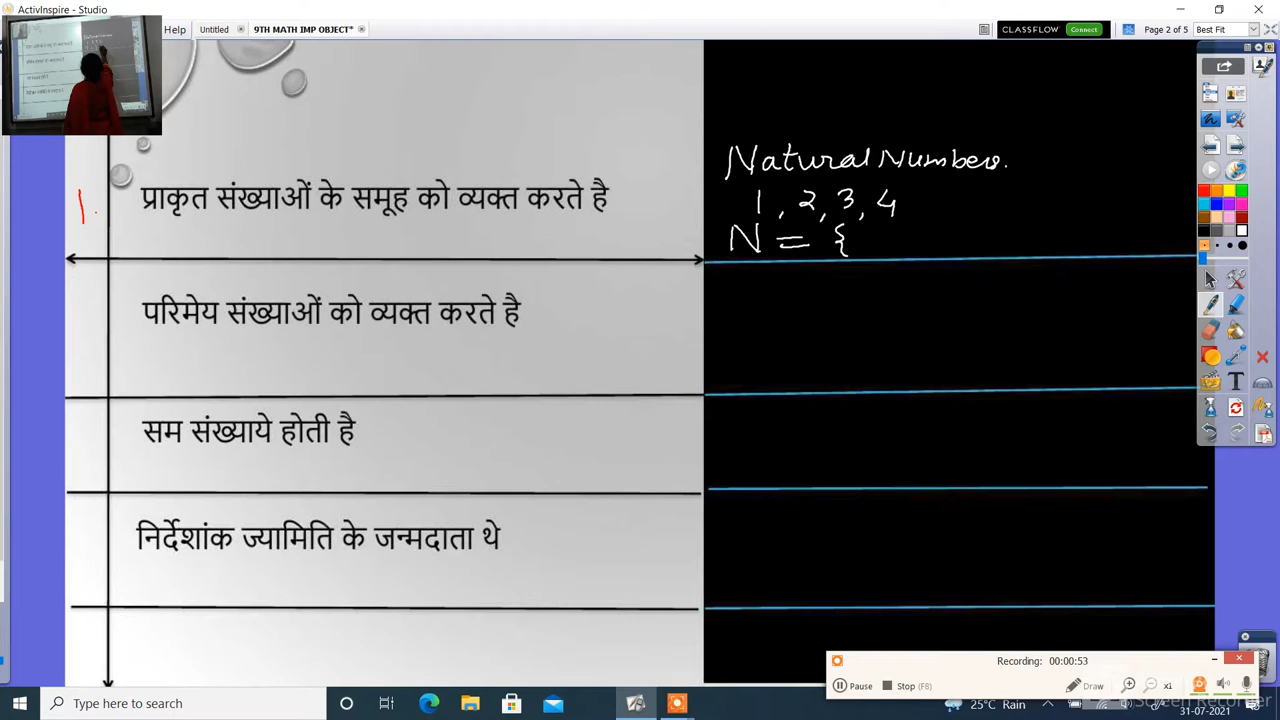 ActivInspire - Studio
Help
Untitled
9TH MATH IMP OBJECT*
CLASSFLOW
Connect
Page 2 of 5
Best Fit
1. प्राकृत संख्याओं के समूह को व्यक्त करते है
Natural Numbers.
1, 2, 3, 4
N = {
परिमेय संख्याओं को व्यक्त करते है
सम संख्याये होती है
निर्देशांक ज्यामिति के जन्मदाता थे
Recording: 00:00:53
Pause
Stop (F8)
Draw
x1
Type here to search
25°C Rain
31-07-2021